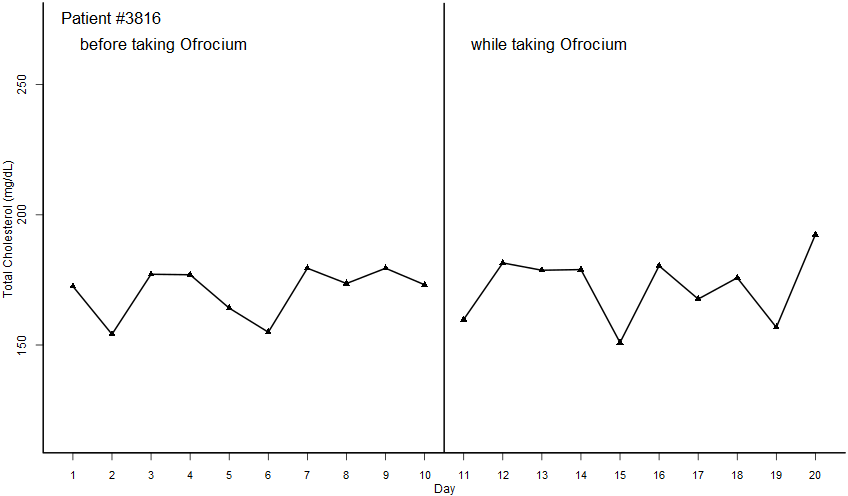 Patient #3816
before taking Ofrocium
while taking Ofrocium
Total Cholesterol (mg/dL)
250
200
150
1 2 3 4 5 6 7 8 9 10 11 12 13 14 15 16 17 18 19 20
Day